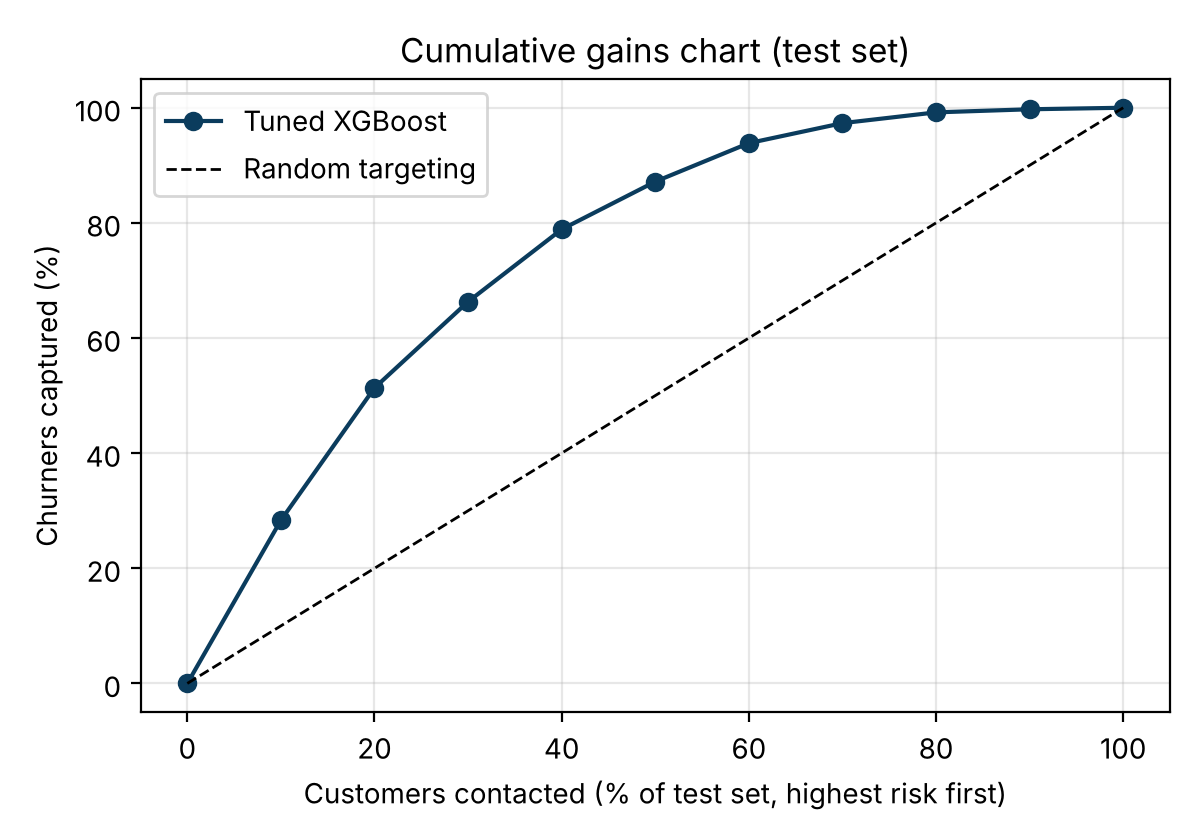 Cumulative gains chart (test set)
Tuned XGBoost
Random targeting
Churners captured (%)
100
80
60
40
20
0
0 20 40 60 80 100
Customers contacted (% of test set, highest risk first)